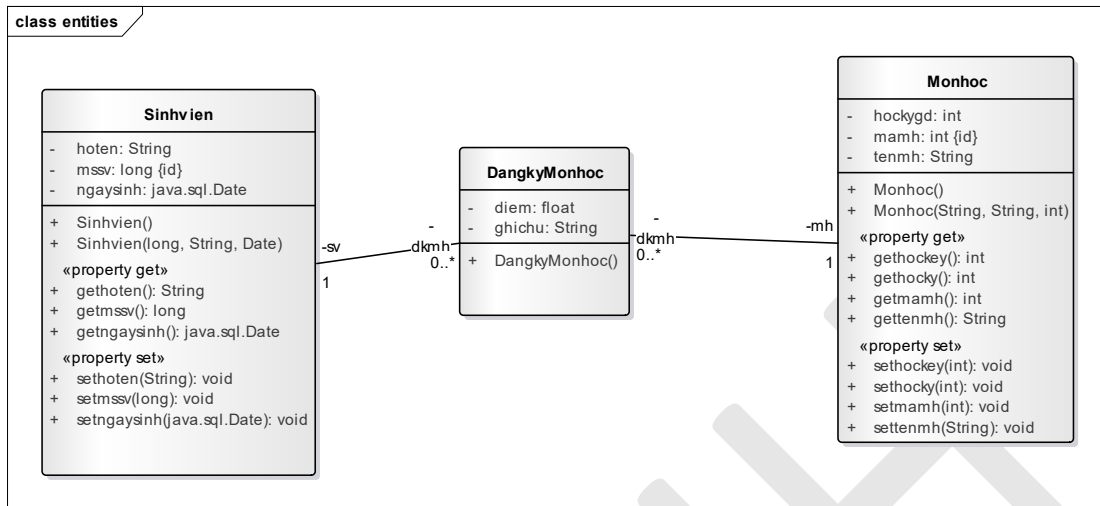 class entities
Sinhvien
- hoten: String
- mssv: long {id}
- ngaysinh: java.sql.Date
+ Sinhvien()
+ Sinhvien(long, String, Date)
«property get»
+ gethoten(): String
+ getmssv(): long
+ getngaysinh(): java.sql.Date
«property set»
+ sethoten(String): void
+ setmssv(long): void
+ setngaysinh(java.sql.Date): void
-sv
1
-
dkmh
0..*
DangkyMonhoc
- diem: float
- ghichu: String
+ DangkyMonhoc()
-
dkmh
0..*
-mh
1
Monhoc
- hockygd: int
- mamh: int {id}
- tenmh: String
+ Monhoc()
+ Monhoc(String, String, int)
«property get»
+ gethockey(): int
+ gethocky(): int
+ getmamh(): int
+ gettenmh(): String
«property set»
+ sethockey(int): void
+ sethocky(int): void
+ setmamh(int): void
+ settenmh(String): void